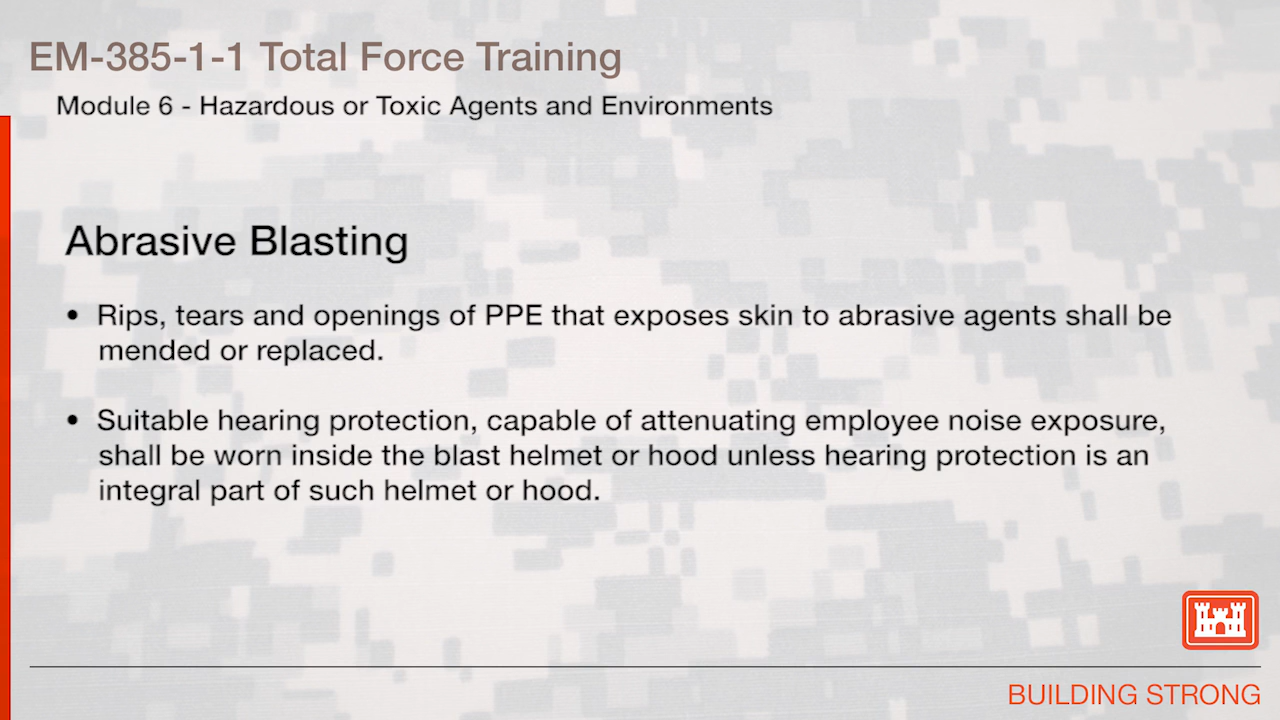 EM-385-1-1 Total Force Training
Module 6 - Hazardous or Toxic Agents and Environments
Abrasive Blasting
• Rips, tears and openings of PPE that exposes skin to abrasive agents shall be
mended or replaced.
• Suitable hearing protection, capable of attenuating employee noise exposure,
shall be worn inside the blast helmet or hood unless hearing protection is an
integral part of such helmet or hood.
BUILDING STRONG